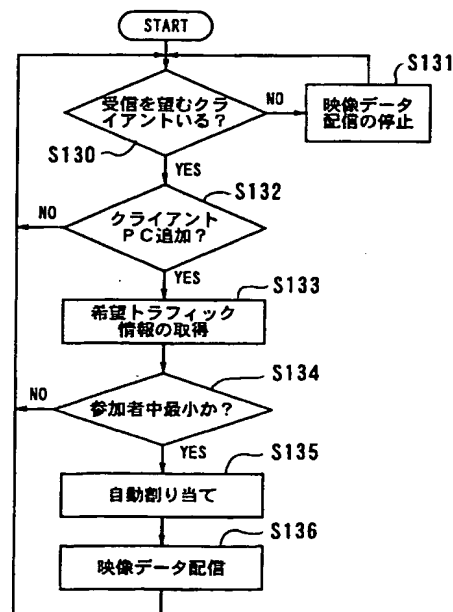 START
受信を望むクラ
イアントいる？
S130
NO
S131
映像データ
配信の停止
YES
S132
クライアント
PC追加？
NO
YES
S133
希望トラフィック
情報の取得
S134
参加者中最小か？
NO
YES
S135
自動割り当て
S136
映像データ配信